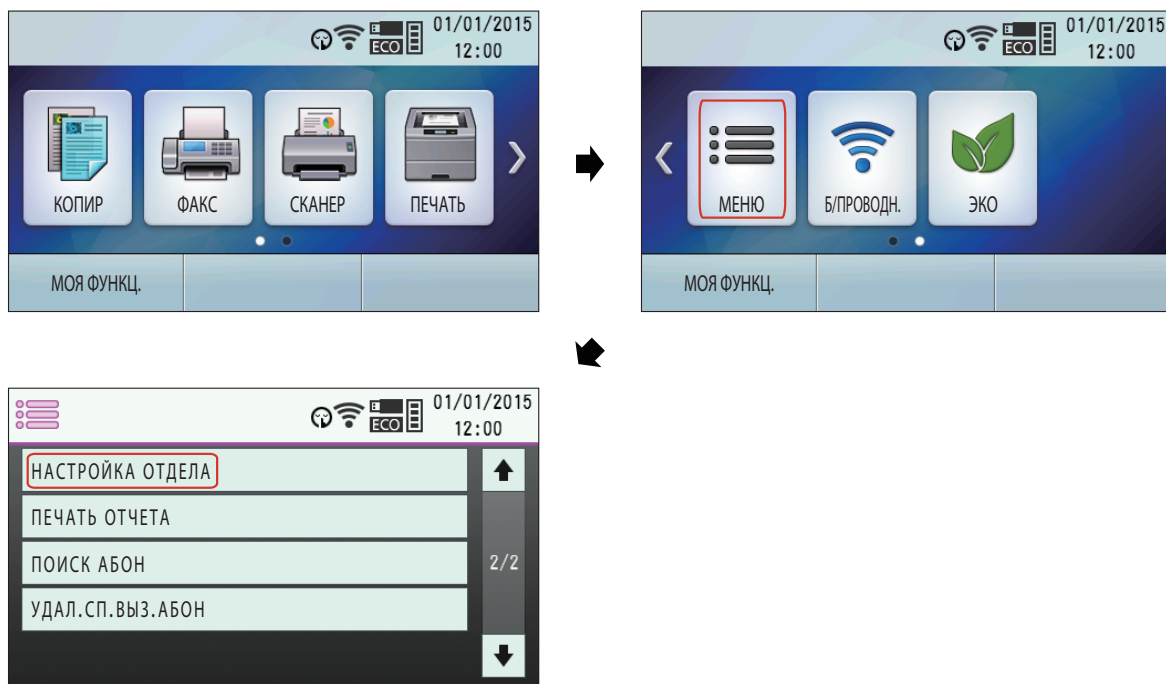 01/01/2015
ECO
12:00
КОПИР
ФАКС
СКАНЕР
ПЕЧАТЬ
МОЯ ФУНКЦ.
01/01/2015
ECO
12:00
МЕНЮ
Б/ПРОВОДН.
ЭКО
МОЯ ФУНКЦ.
01/01/2015
ECO
12:00
НАСТРОЙКА ОТДЕЛА
ПЕЧАТЬ ОТЧЕТА
ПОИСК АБОН
2/2
УДАЛ.СП.ВЫЗ.АБОН